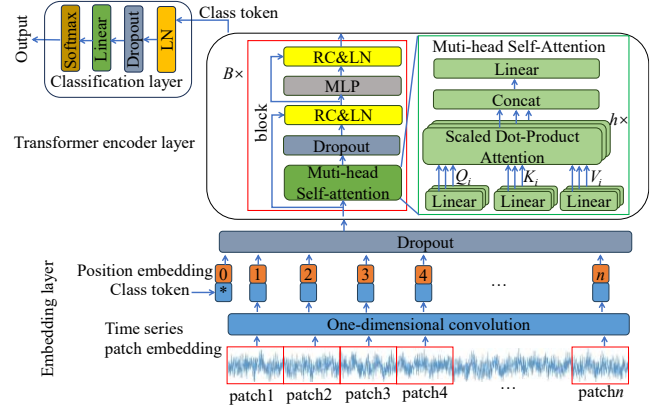 Output
Softmax
Linear
Dropout
LN
Classification layer
Class token
Transformer encoder layer
B×
block
RC&LN
MLP
RC&LN
Dropout
Muti-head
Self-attention
Muti-head Self-Attention
Linear
Concat
h×
Scaled Dot-Product
Attention
Q_i
K_i
V_i
Linear
Linear
Linear
Dropout
Embedding layer
Position embedding
0 1 2 3 4 ... n
Class token
*
Time series
patch embedding
One-dimensional convolution
patch1 patch2 patch3 patch4 ... patchn